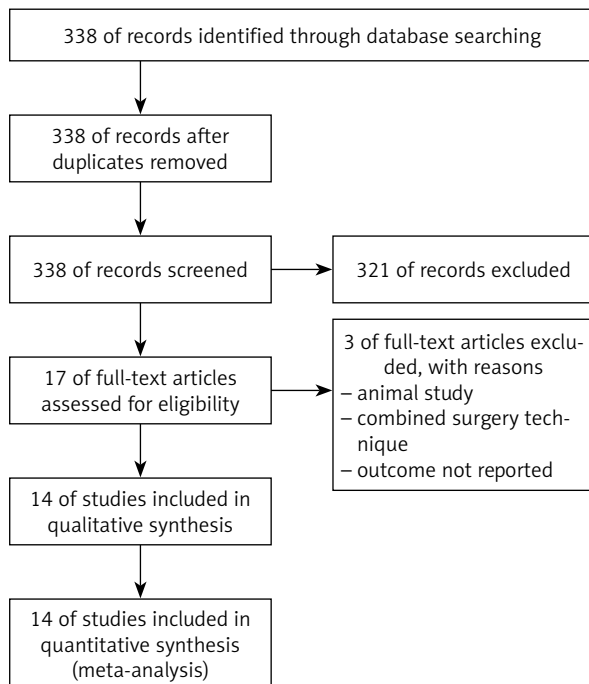 338 of records identified through database searching
338 of records after
duplicates removed
338 of records screened
321 of records excluded
17 of full-text articles
assessed for eligibility
3 of full-text articles exclu-
ded, with reasons
– animal study
– combined surgery tech-
nique
– outcome not reported
14 of studies included in
qualitative synthesis
14 of studies included in
quantitative synthesis
(meta-analysis)